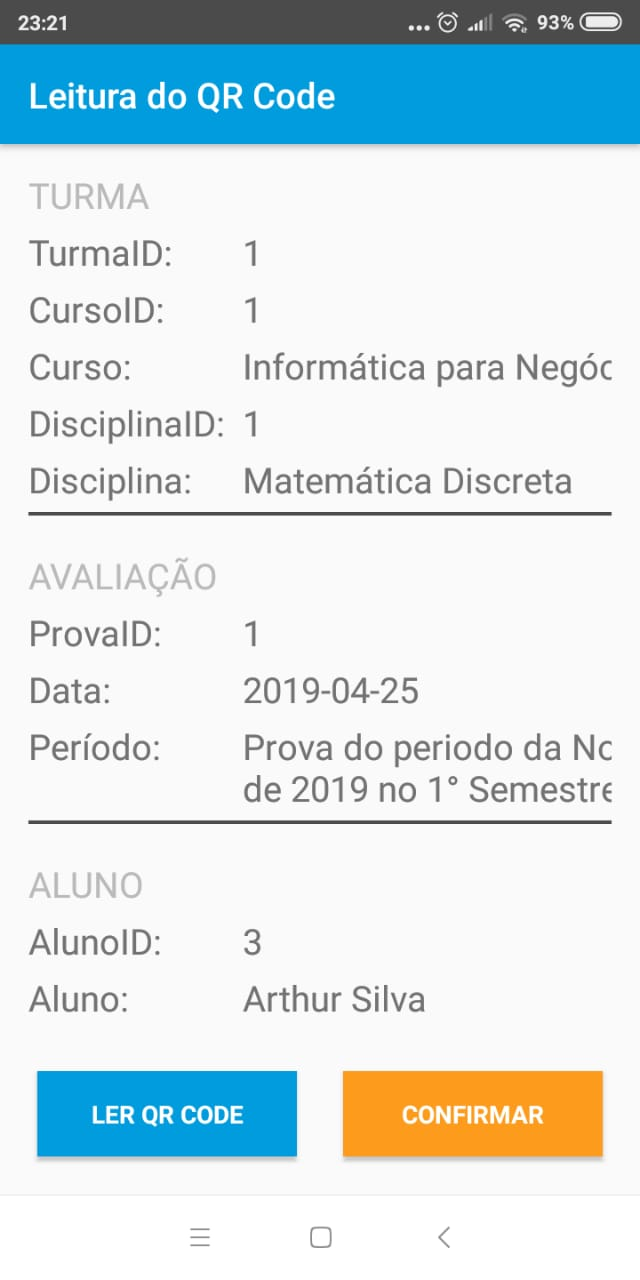 23:21
93%
Leitura do QR Code
TURMA
TurmaID: 1
CursoID: 1
Curso: Informática para Negóc
DisciplinaID: 1
Disciplina: Matemática Discreta
AVALIAÇÃO
ProvaID: 1
Data: 2019-04-25
Período: Prova do periodo da No
de 2019 no 1° Semestre
ALUNO
AlunoID: 3
Aluno: Arthur Silva
LER QR CODE CONFIRMAR